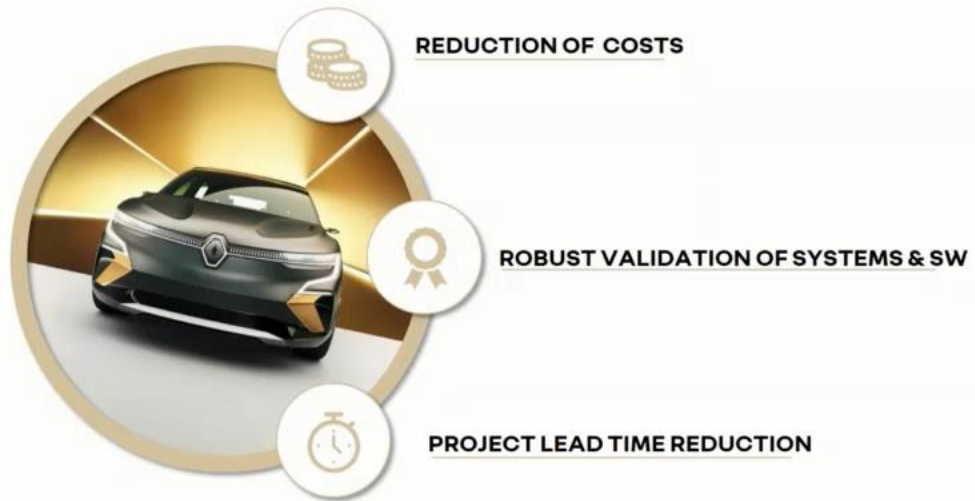 REDUCTION OF COSTS
ROBUST VALIDATION OF SYSTEMS & SW
PROJECT LEAD TIME REDUCTION